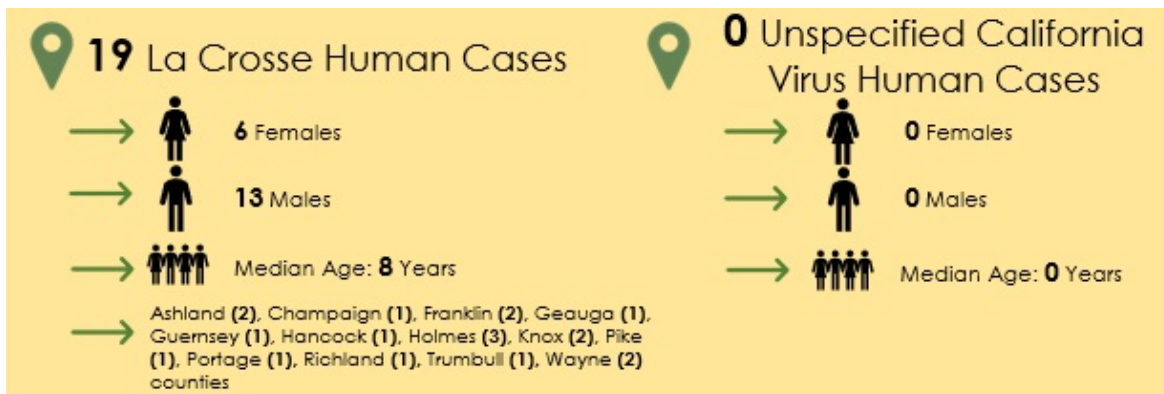 19 La Crosse Human Cases
6 Females
13 Males
Median Age: 8 Years
Ashland (2), Champaign (1), Franklin (2), Geauga (1),
Guernsey (1), Hancock (1), Holmes (3), Knox (2), Pike
(1), Portage (1), Richland (1), Trumbull (1), Wayne (2)
counties
0 Unspecified California
Virus Human Cases
0 Females
0 Males
Median Age: 0 Years